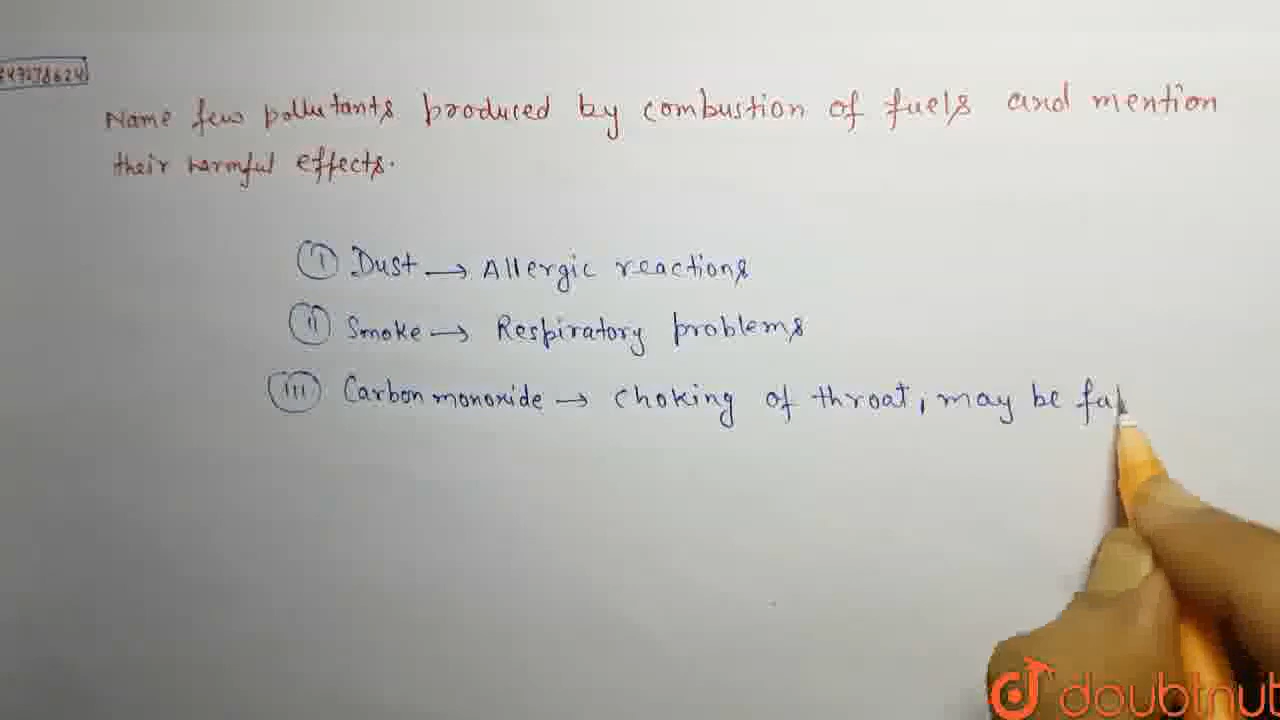 Name few pollutants produced by combustion of fuels and mention
their harmful effects.
I Dust → Allergic reactions
II Smoke → Respiratory problems
III Carbon monoxide → choking of throat, may be fa
doubtnut